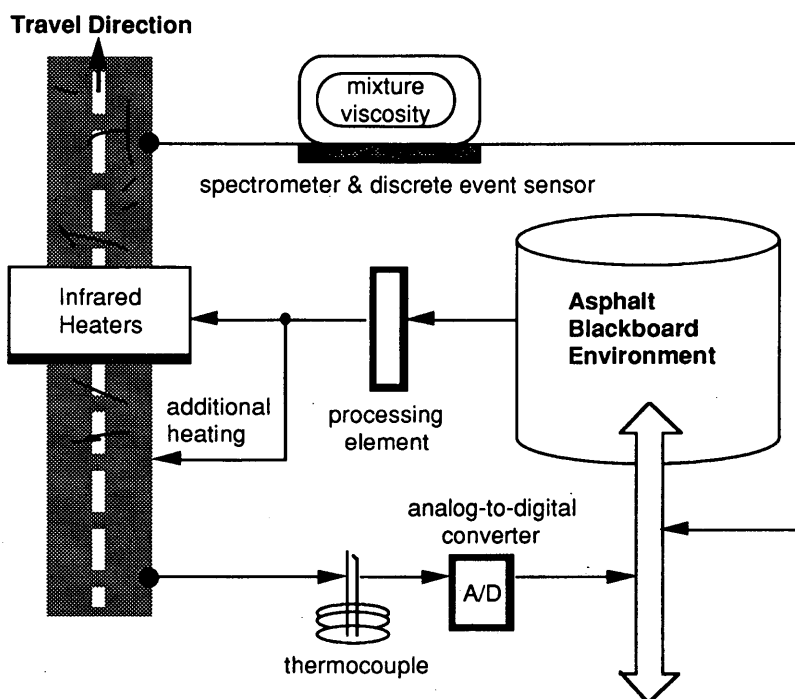 Travel Direction
mixture
viscosity
spectrometer & discrete event sensor
Infrared
Heaters
Asphalt
Blackboard
Environment
additional
heating
processing
element
analog-to-digital
converter
A/D
thermocouple